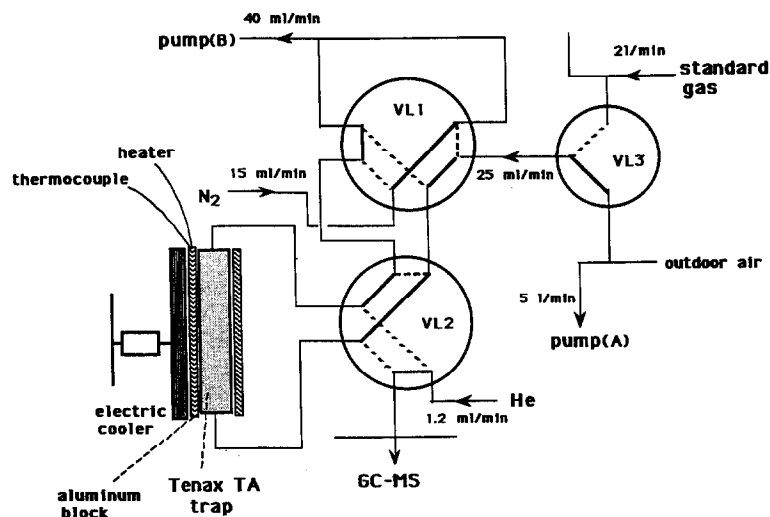 40 ml/min
pump(B)
2l/min
standard
gas
VL1
heater
thermocouple
15 ml/min
N2
25 ml/min
VL3
outdoor air
5 l/min
pump(A)
VL2
He
1.2 ml/min
electric
cooler
Tenax TA
trap
aluminum
block
GC-MS